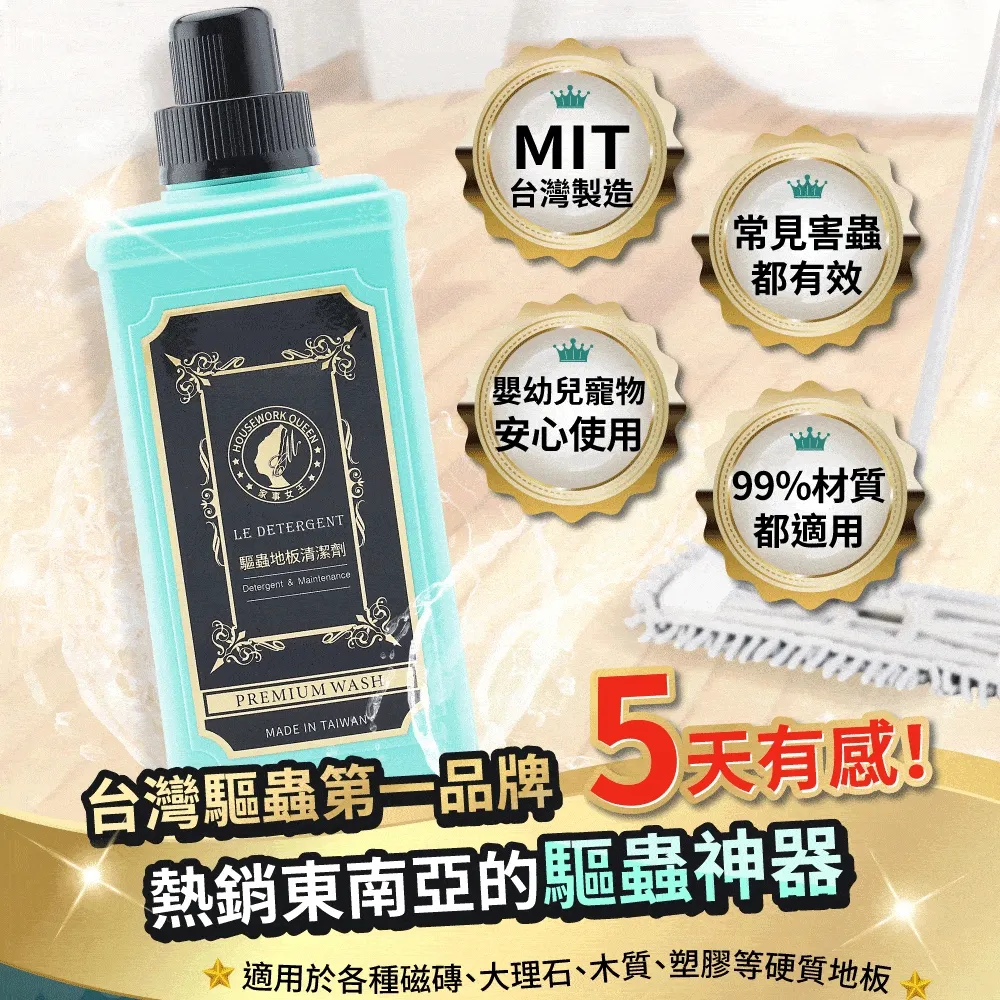 MIT
台灣製造
常見害蟲
都有效
嬰幼兒寵物
安心使用
99%材質
都適用
HOUSEWORK QUEEN
家事女王
LE DETERGENT
驅蟲地板清潔劑
Detergent & Maintenance
PREMIUM WASH
MADE IN TAIWAN
台灣驅蟲第一品牌
5天有感!
熱銷東南亞的驅蟲神器
適用於各種磁磚、大理石、木質、塑膠等硬質地板